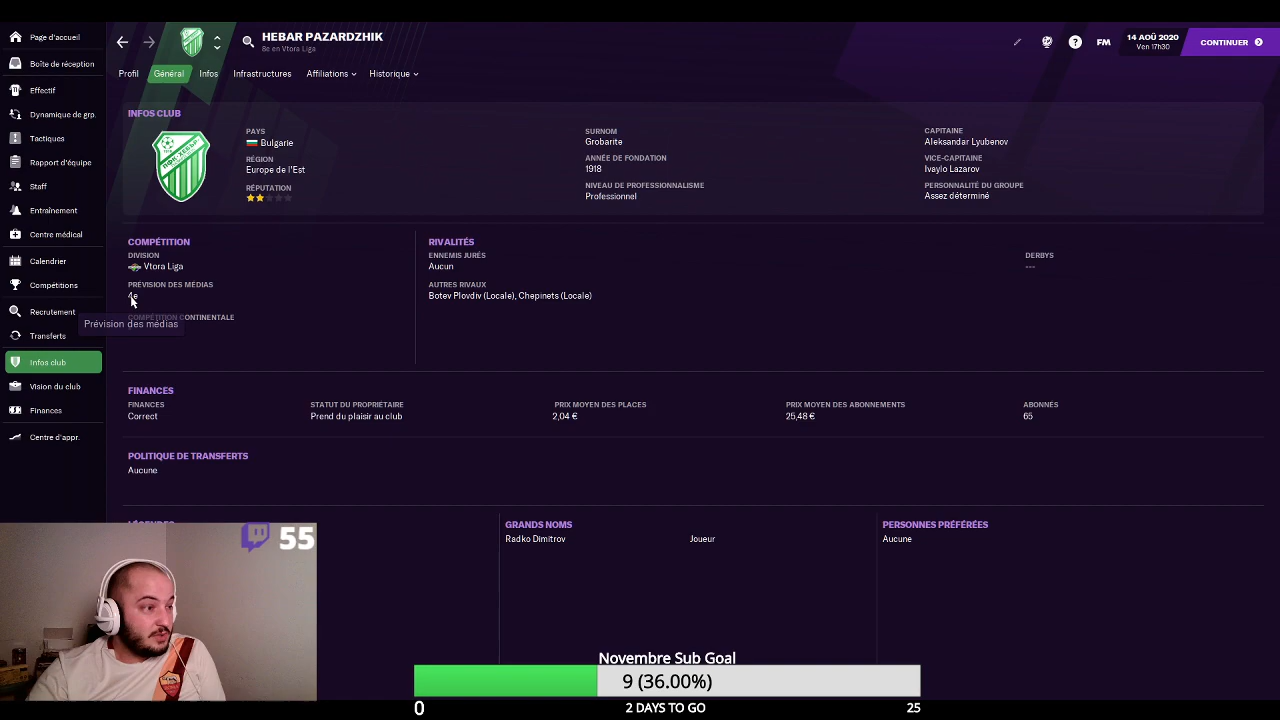 Page d'accueil
Boîte de réception
Effectif
Dynamique de grp.
Tactiques
Rapport d'équipe
Staff
Entraînement
Centre médical
Calendrier
Compétitions
Recrutement
Transferts
Infos club
Vision du club
Finances
Centre d'appr.
HEBAR PAZARDZHIK
8e en Vtora Liga
FM
14 AOÛ 2020
Ven 17h30
CONTINUER
Profil Général Infos Infrastructures Affiliations Historique
INFOS CLUB
PAYS
Bulgarie
RÉGION
Europe de l'Est
RÉPUTATION
SURNOM
Grobarite
ANNÉE DE FONDATION
1918
NIVEAU DE PROFESSIONNALISME
Professionnel
CAPITAINE
Aleksandar Lyubenov
VICE-CAPITAINE
Ivaylo Lazarov
PERSONNALITÉ DU GROUPE
Assez déterminé
COMPÉTITION
DIVISION
Vtora Liga
PRÉVISION DES MÉDIAS
4e
COMPÉTITION CONTINENTALE
Prévision des médias
RIVALITÉS
ENNEMIS JURÉS
Aucun
AUTRES RIVAUX
Botev Plovdiv (Locale), Chepinets (Locale)
DERBYS
---
FINANCES
FINANCES
Correct
STATUT DU PROPRIÉTAIRE
Prend du plaisir au club
PRIX MOYEN DES PLACES
2,04 €
PRIX MOYEN DES ABONNEMENTS
25,48 €
ABONNÉS
65
POLITIQUE DE TRANSFERTS
Aucune
GRANDS NOMS
Radko Dimitrov Joueur
PERSONNES PRÉFÉRÉES
Aucune
55
Novembre Sub Goal
9 (36.00%)
0 2 DAYS TO GO 25